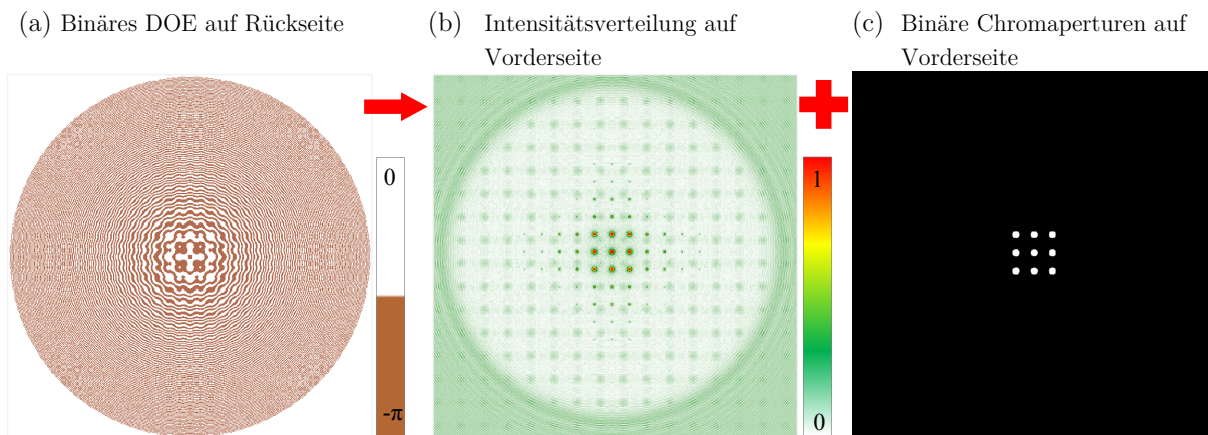 (a) Binäres DOE auf Rückseite
(b) Intensitätsverteilung auf
Vorderseite
(c) Binäre Chromaperturen auf
Vorderseite
0
-π
1
0